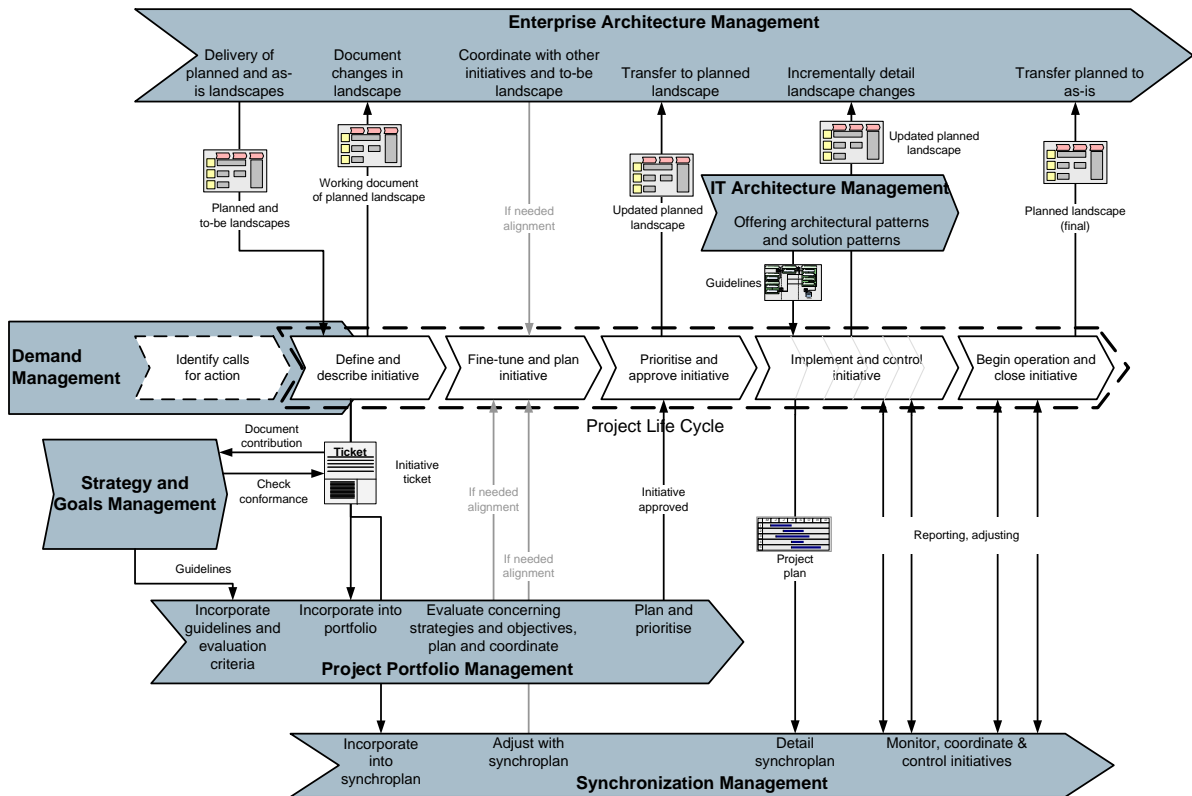 Enterprise Architecture Management
Delivery of
planned and as-
is landscapes
Document
changes in
landscape
Coordinate with other
initiatives and to-be
landscape
Transfer to planned
landscape
Incrementally detail
landscape changes
Transfer planned to
as-is
Planned and
to-be landscapes
Working document
of planned landscape
If needed
alignment
Updated planned
landscape
Updated planned
landscape
IT Architecture Management
Offering architectural patterns
and solution patterns
Guidelines
Planned landscape
(final)
Demand
Management
Identify calls
for action
Define and
describe initiative
Fine-tune and plan
initiative
Prioritise and
approve initiative
Implement and control
initiative
Begin operation and
close initiative
Project Life Cycle
Document
contribution
Ticket
Initiative
ticket
Check
conformance
Strategy and
Goals Management
Guidelines
If needed
alignment
If needed
alignment
Initiative
approved
Project
plan
Reporting, adjusting
Incorporate
guidelines and
evaluation
criteria
Incorporate into
portfolio
Evaluate concerning
strategies and objectives,
plan and coordinate
Plan and
prioritise
Project Portfolio Management
Incorporate
into
synchroplan
Adjust with
synchroplan
Detail
synchroplan
Monitor, coordinate &
control initiatives
Synchronization Management